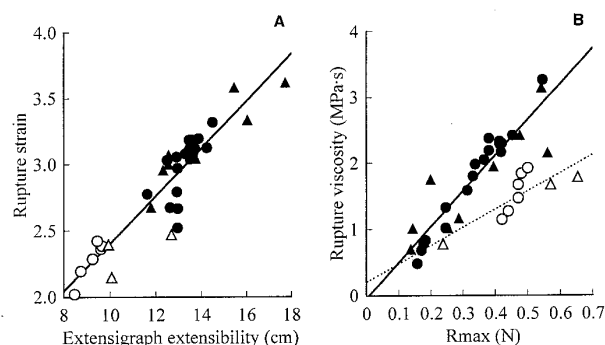 A
4.0
3.5
3.0
2.5
2.0
Rupture strain
8 10 12 14 16 18
Extensigraph extensibility (cm)
B
4
3
2
1
0
Rupture viscosity (MPa·s)
0 0.1 0.2 0.3 0.4 0.5 0.6 0.7
Rmax (N)